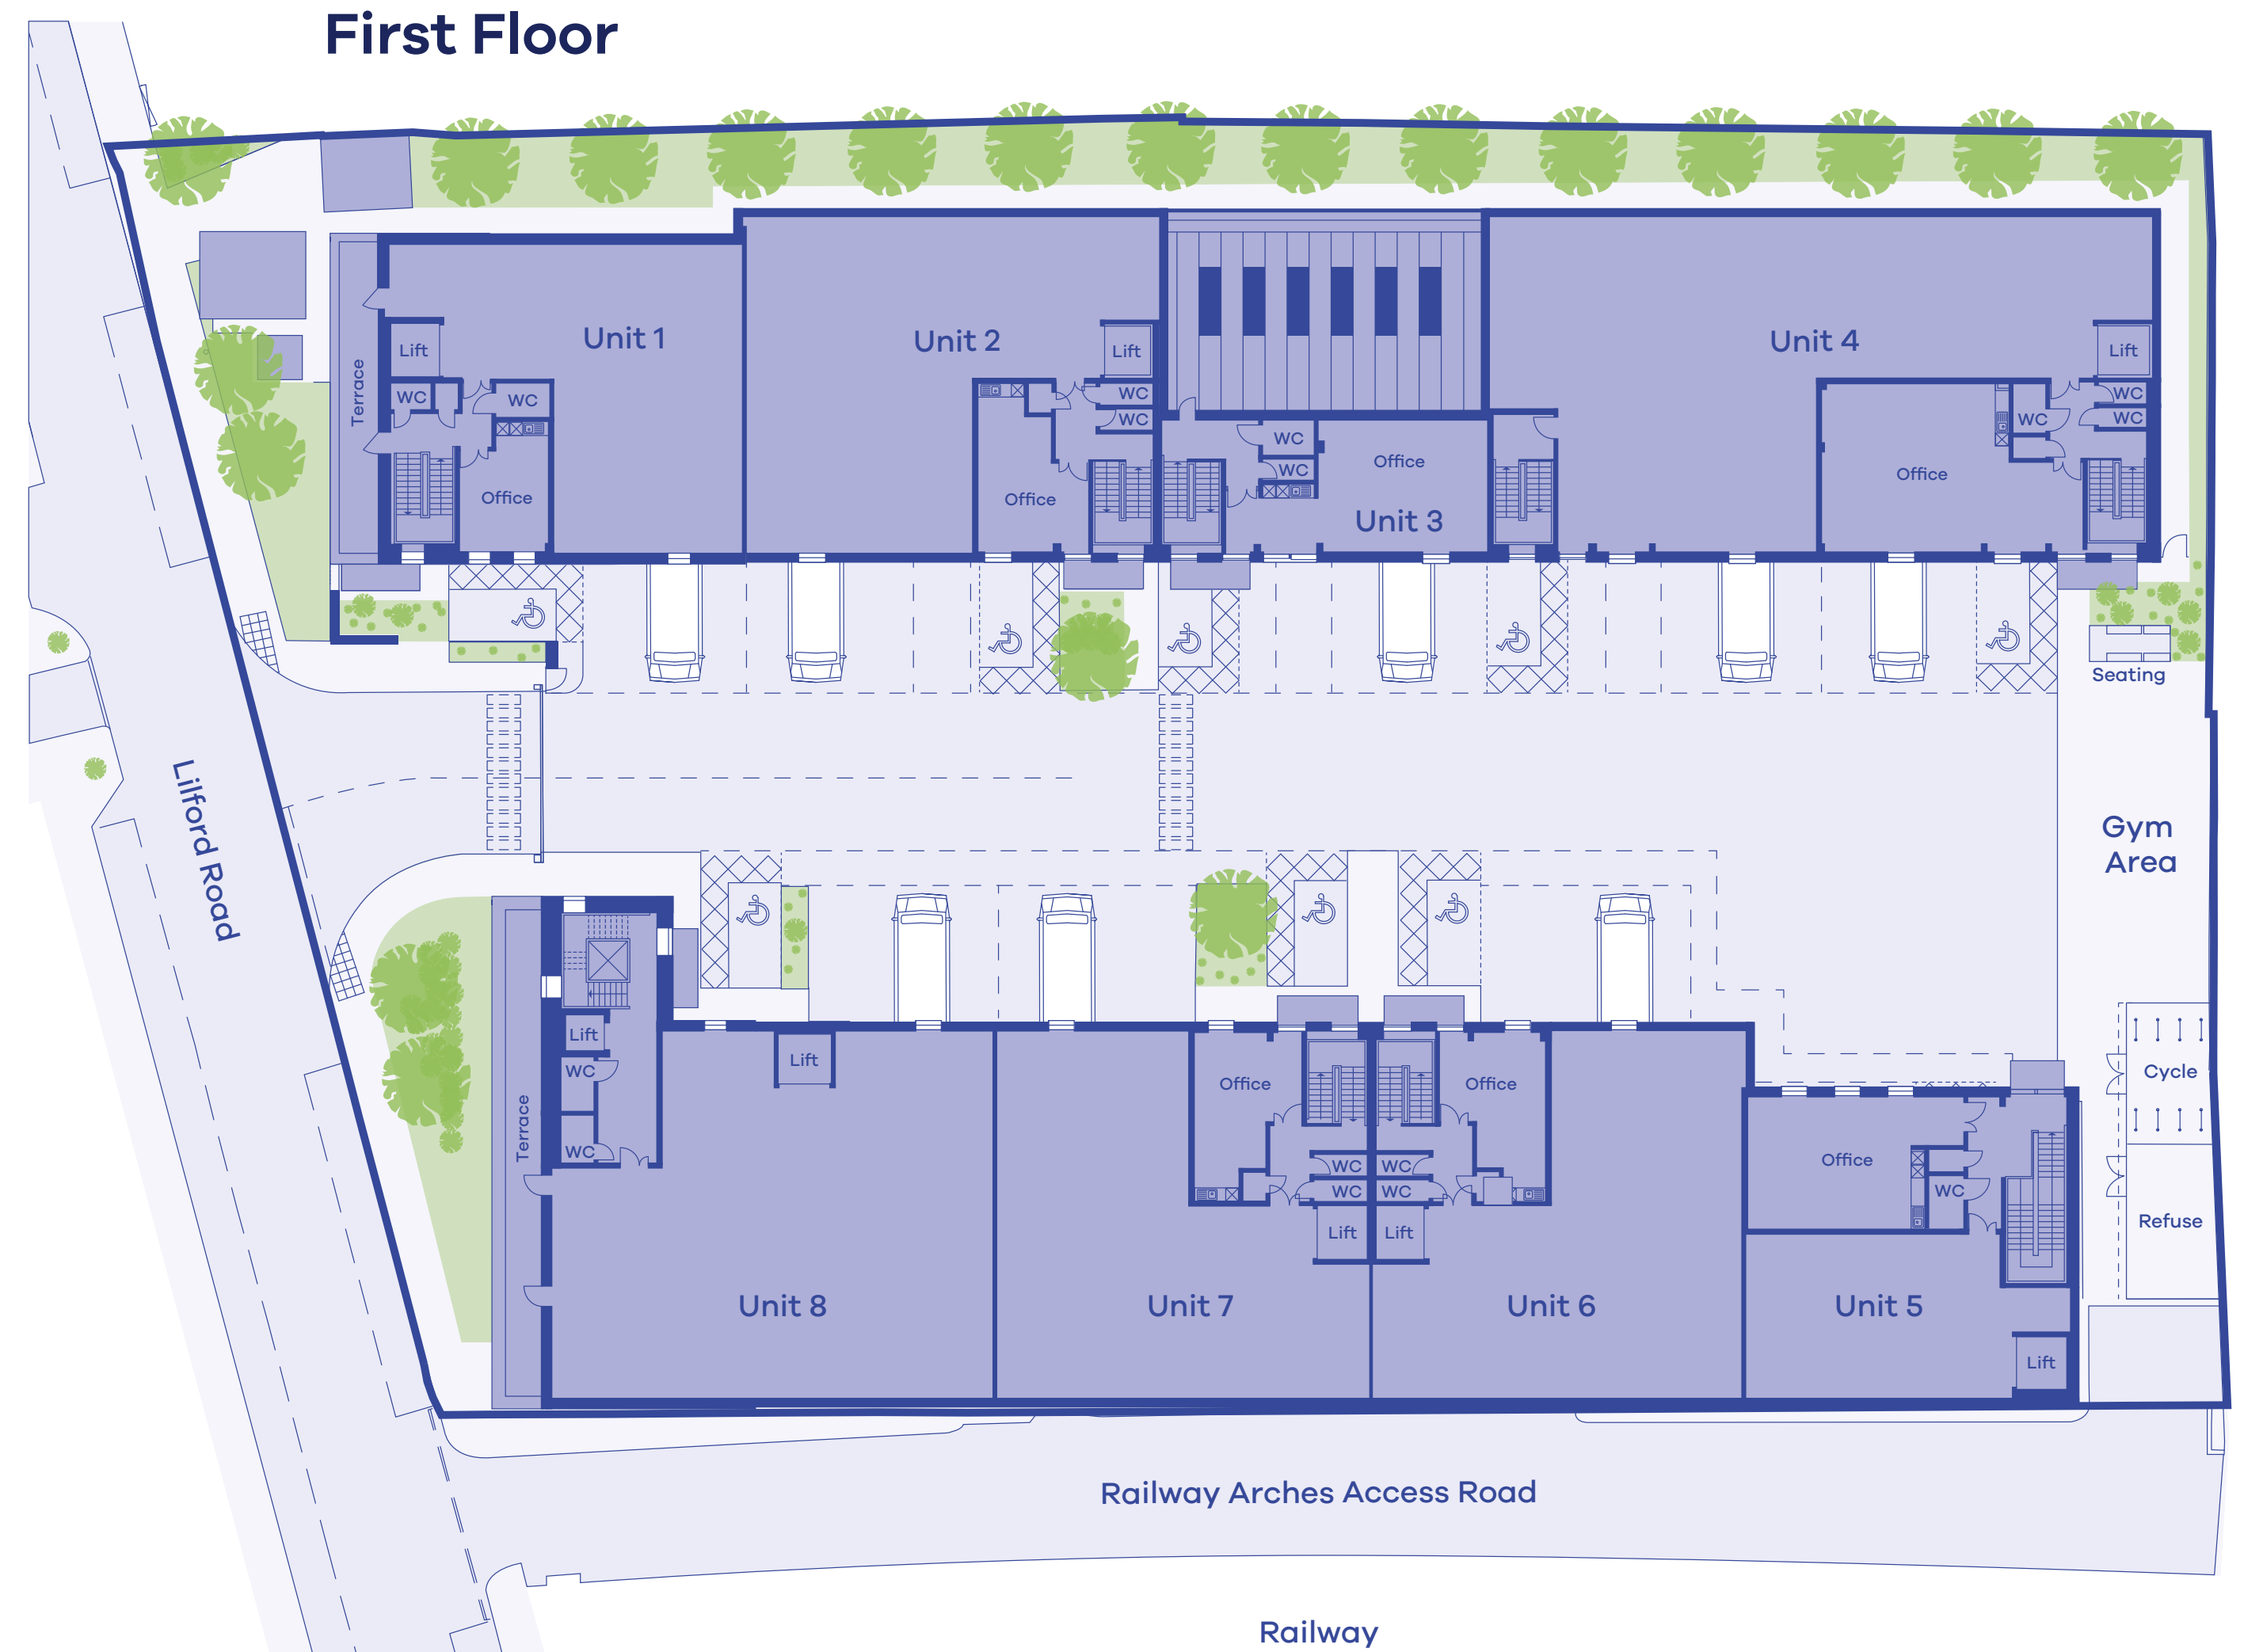 First Floor
Unit 1
Lift
WC
WC
Office
Terrace
Unit 2
Lift
WC
WC
Office
WC
WC
Office
Unit 3
Unit 4
Lift
WC
WC
WC
Office
Seating
Gym
Area
Lilford Road
Lift
WC
WC
Terrace
Lift
Unit 8
Office
WC
WC
Lift
Unit 7
Office
WC
WC
Lift
Unit 6
Office
WC
Unit 5
Lift
Cycle
Refuse
Railway Arches Access Road
Railway